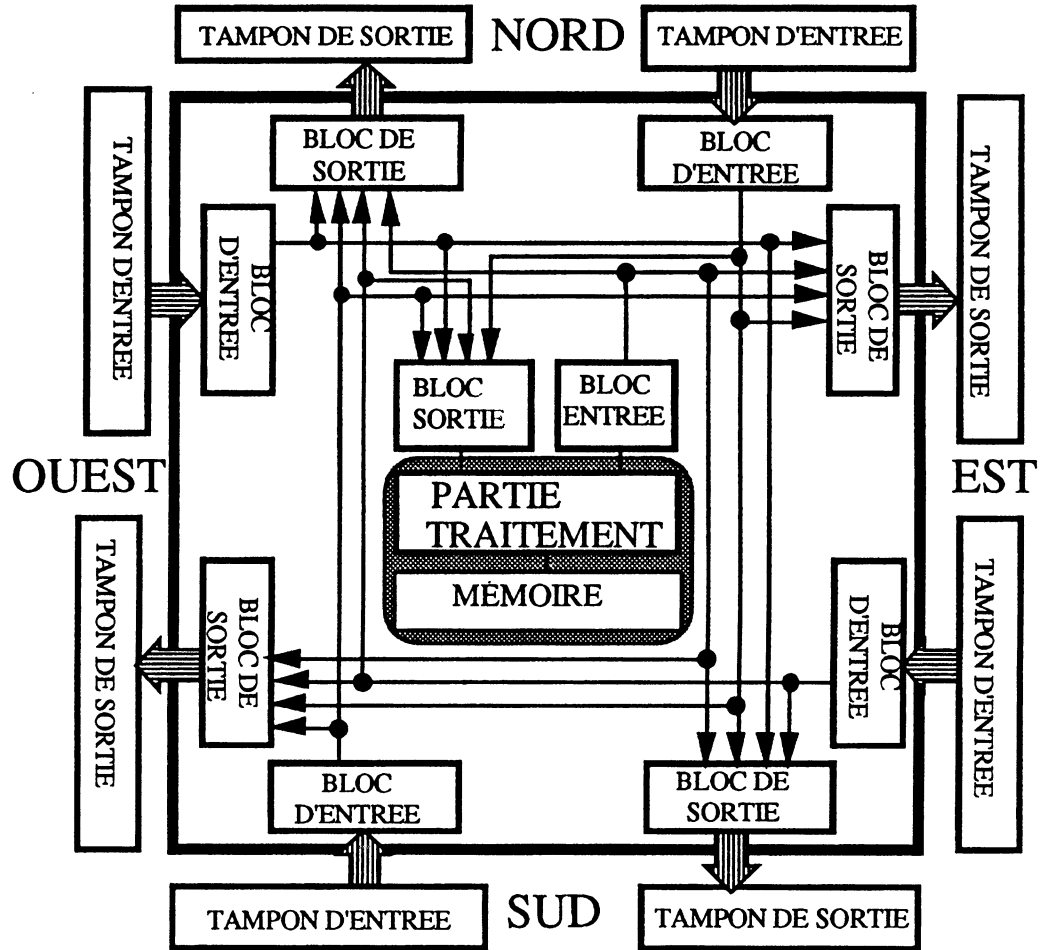 TAMPON DE SORTIE
NORD
TAMPON D'ENTREE
BLOC DE
SORTIE
BLOC
D'ENTREE
TAMPON D'ENTREE
BLOC
D'ENTREE
BLOC DE
SORTIE
TAMPON DE SORTIE
BLOC
SORTIE
BLOC
ENTREE
OUEST
EST
PARTIE
TRAITEMENT
MÉMOIRE
TAMPON DE SORTIE
BLOC DE
SORTIE
BLOC
D'ENTREE
TAMPON D'ENTREE
BLOC
D'ENTREE
BLOC DE
SORTIE
TAMPON D'ENTREE
SUD
TAMPON DE SORTIE